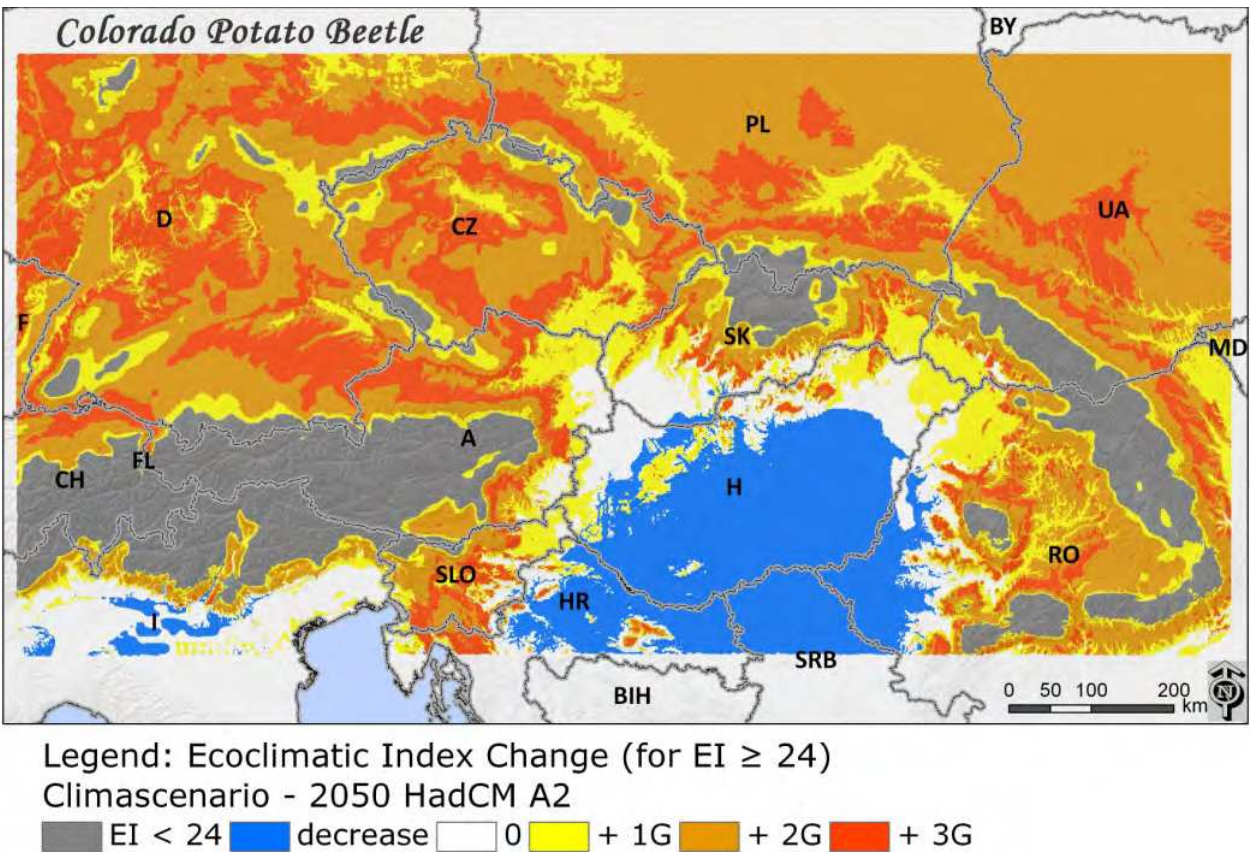 Colorado Potato Beetle
BY
PL
D
CZ
UA
F
SK
MD
A
FL
CH
H
RO
SLO
HR
I
SRB
BIH
0 50 100 200
km
N
Legend: Ecoclimatic Index Change (for EI ≥ 24)
Climascenario - 2050 HadCM A2
EI < 24 decrease 0 + 1G + 2G + 3G